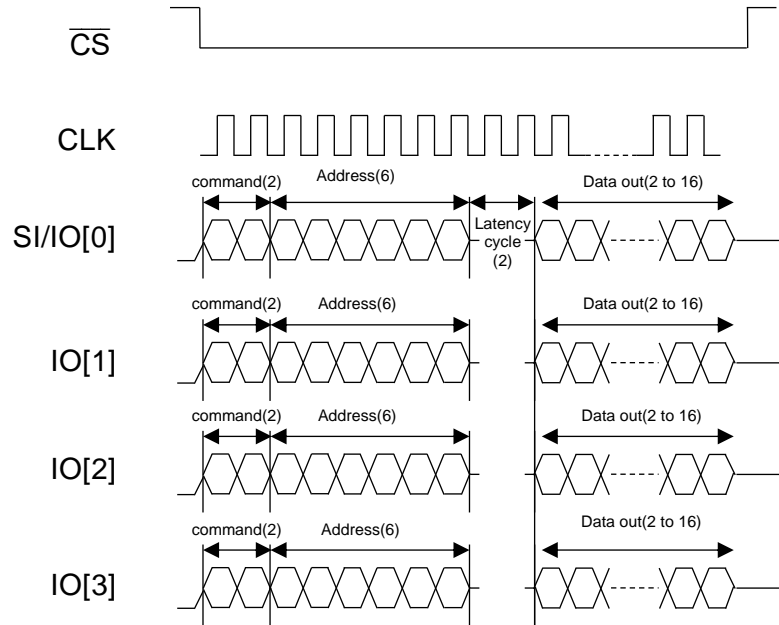 CS
CLK
command(2) Address(6) Data out(2 to 16)
SI/IO[0]
Latency
cycle
(2)
command(2) Address(6) Data out(2 to 16)
IO[1]
command(2) Address(6) Data out(2 to 16)
IO[2]
command(2) Address(6) Data out(2 to 16)
IO[3]